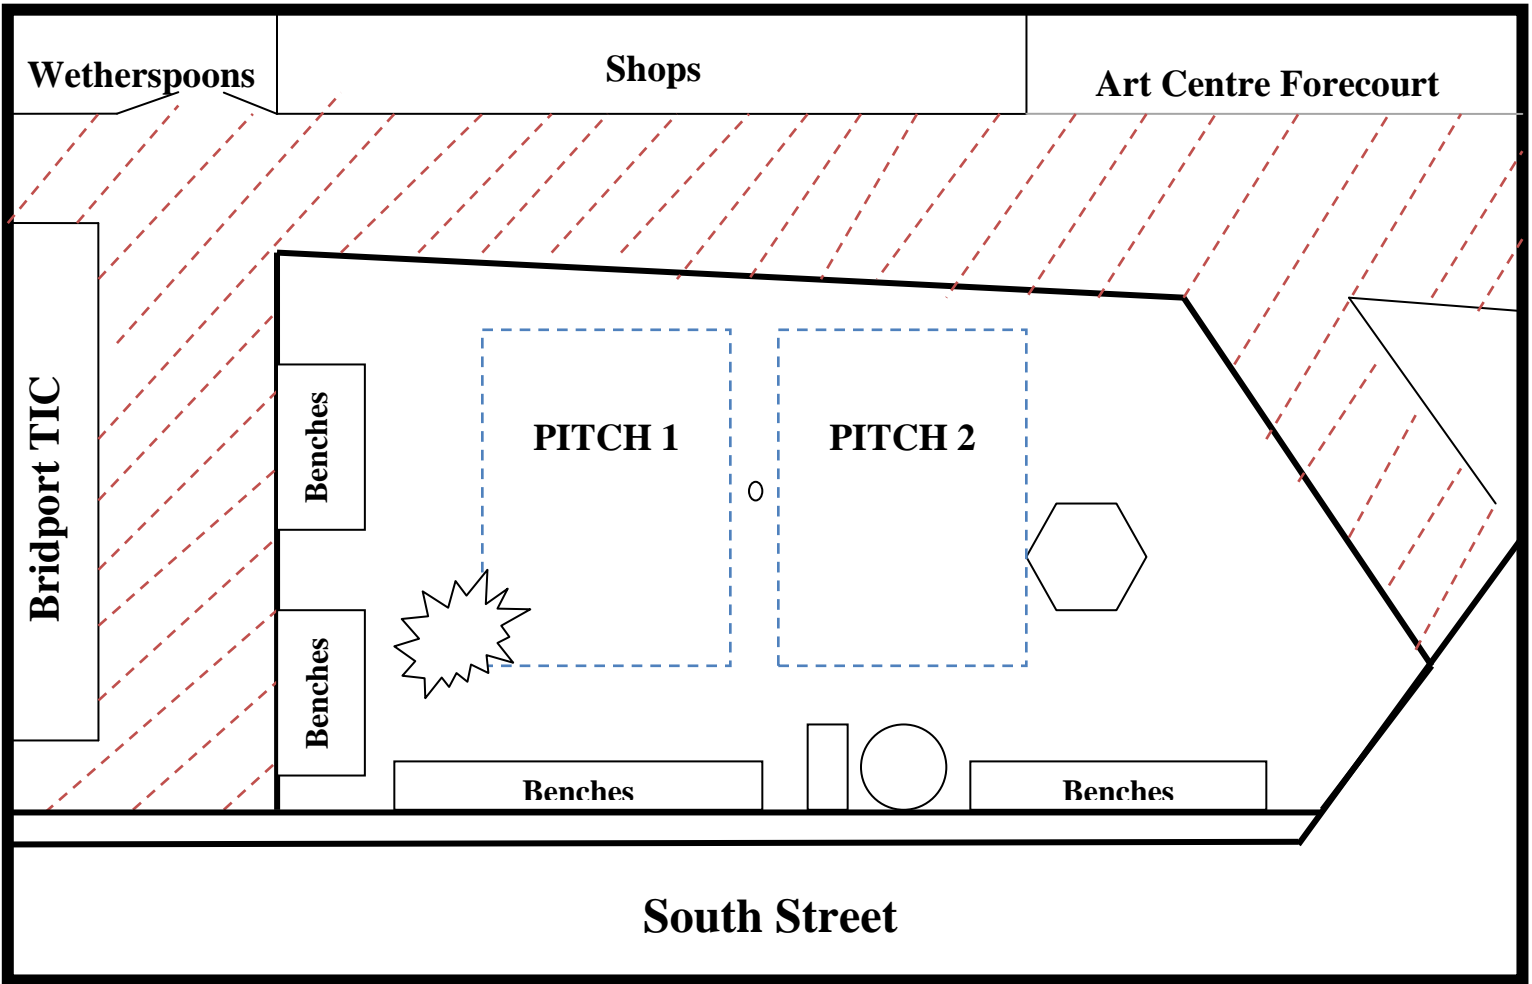 Wetherspoons
Shops
Art Centre Forecourt
Bridport TIC
Benches
PITCH 1
PITCH 2
Benches
Benches
Benches
South Street